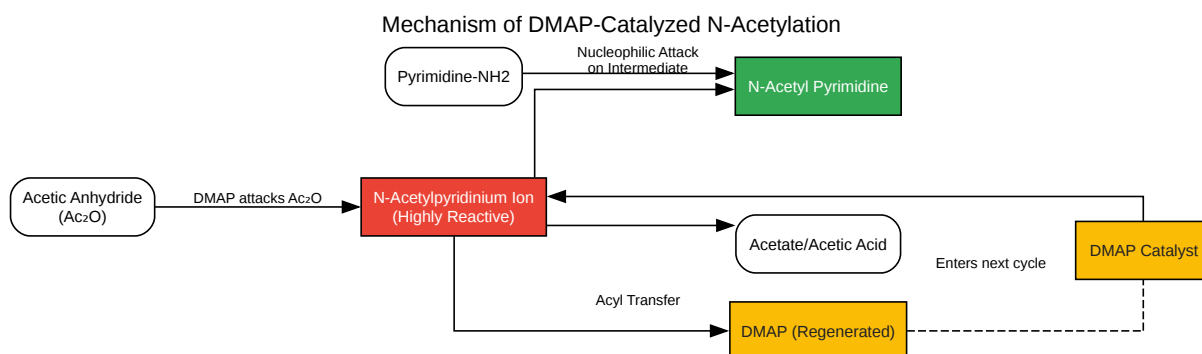 Mechanism of DMAP-Catalyzed N-Acetylation
Nucleophilic Attack
on Intermediate
Pyrimidine-NH2
N-Acetyl Pyrimidine
Acetic Anhydride
(Ac₂O)
DMAP attacks Ac₂O
N-Acetylpyridinium Ion
(Highly Reactive)
Acetate/Acetic Acid
DMAP Catalyst
Enters next cycle
Acyl Transfer
DMAP (Regenerated)